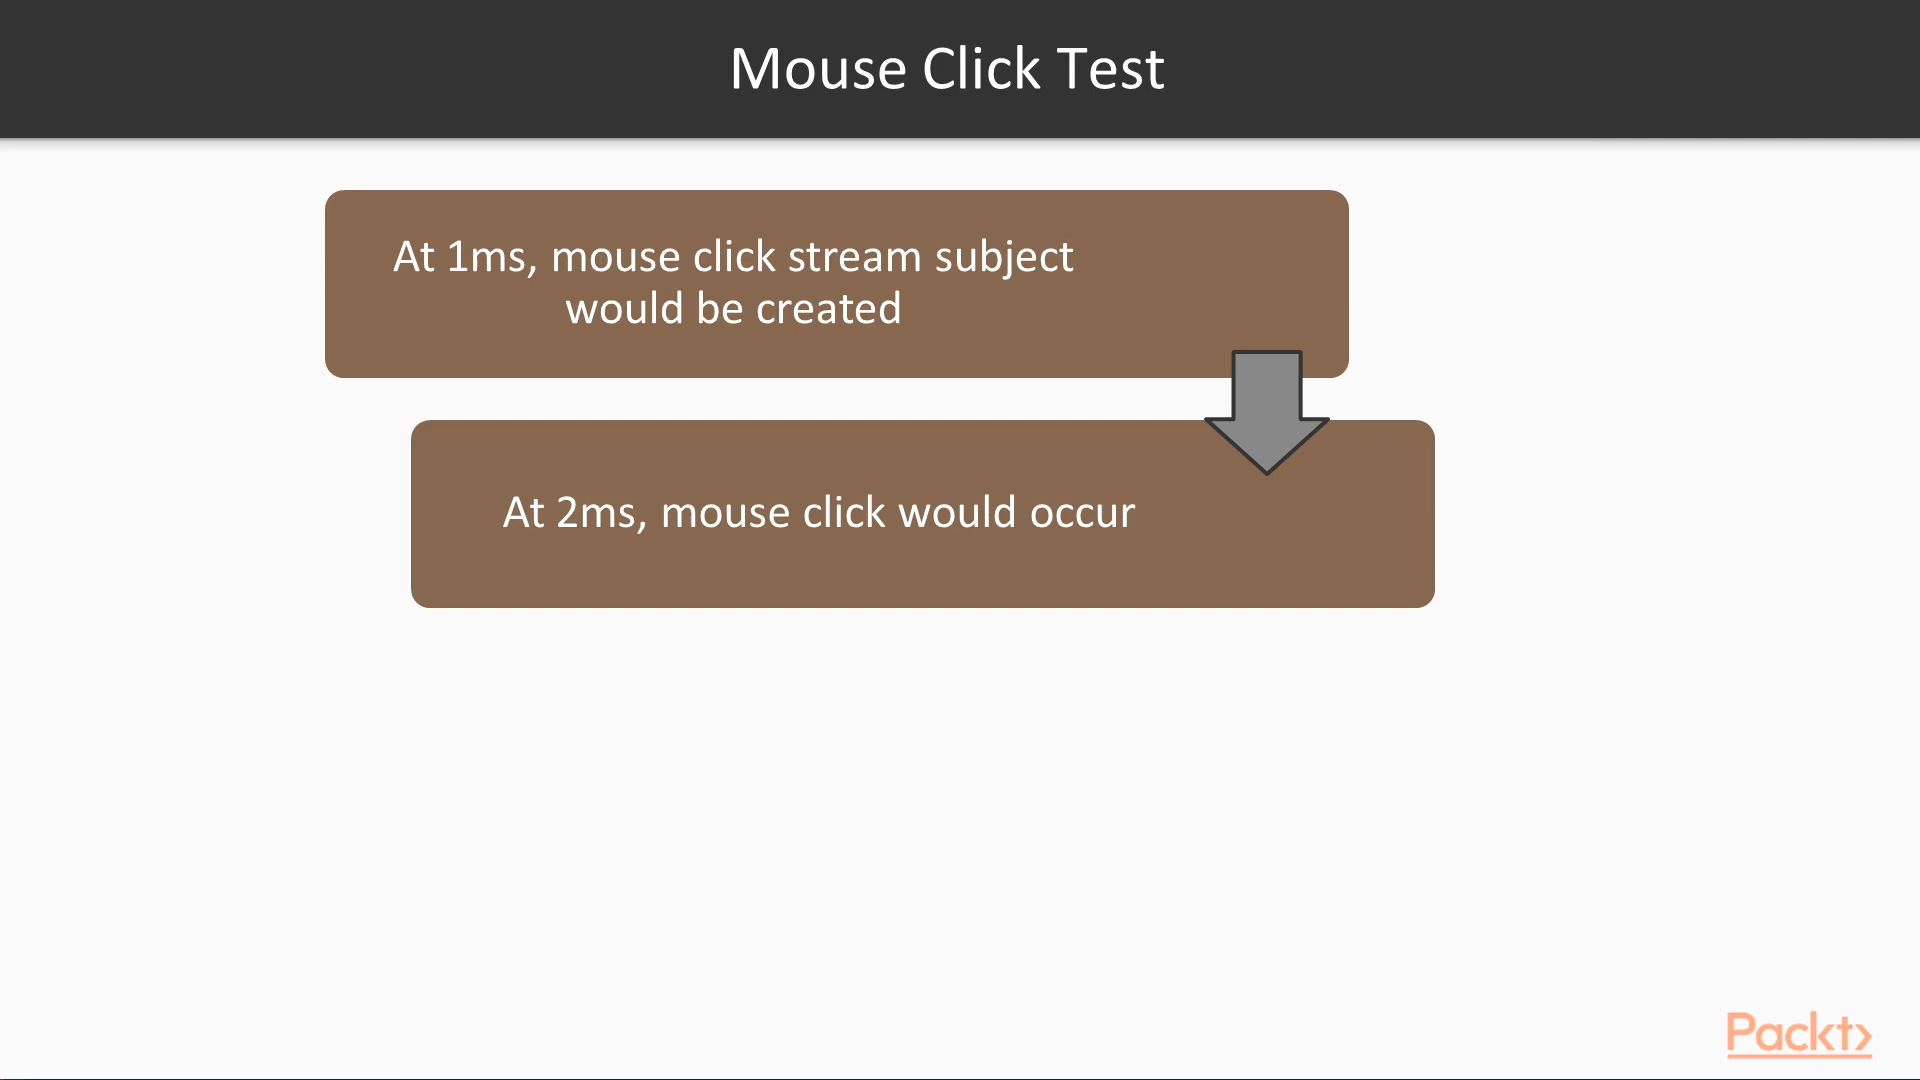 Mouse Click Test
At 1ms, mouse click stream subject
would be created
At 2ms, mouse click would occur
Packt>